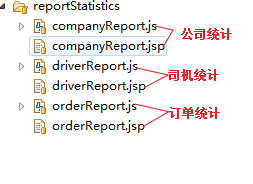 reportStatistics
companyReport.js
公司统计
companyReport.jsp
driverReport.js
司机统计
driverReport.jsp
orderReport.js
订单统计
orderReport.jsp